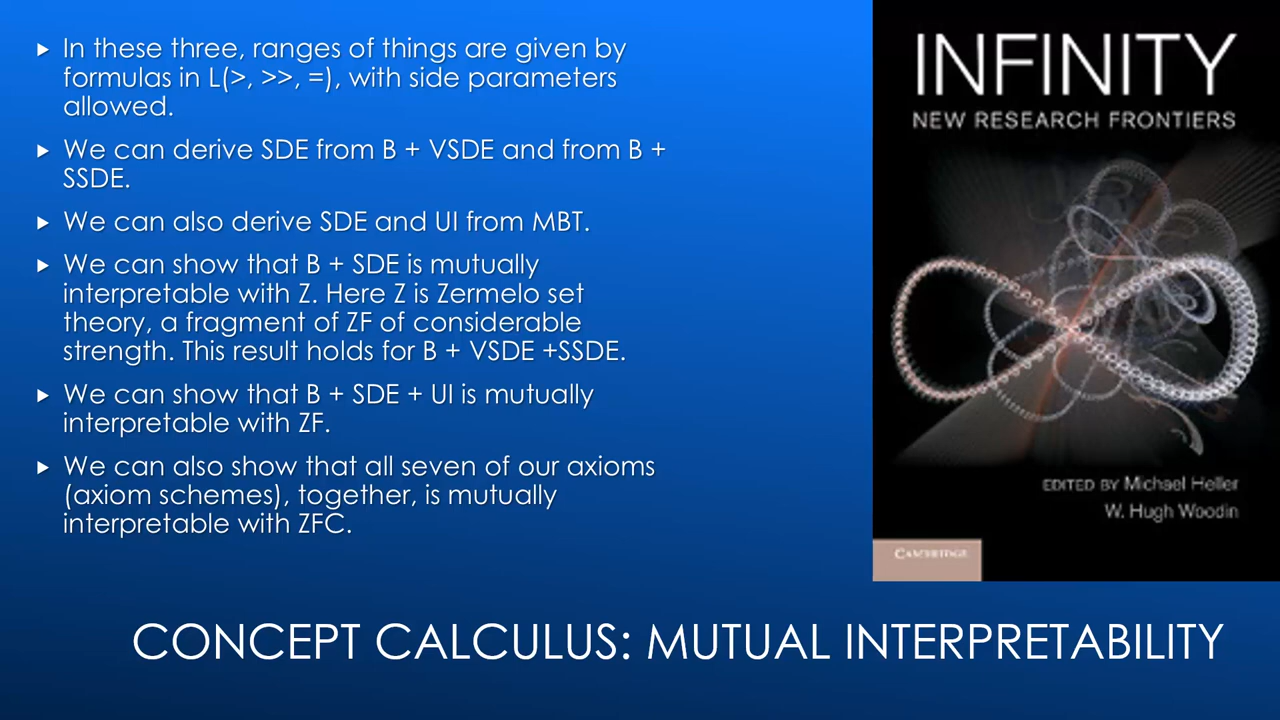 In these three, ranges of things are given by
formulas in L(>, >>, =), with side parameters
allowed.
We can derive SDE from B + VSDE and from B +
SSDE.
We can also derive SDE and UI from MBT.
We can show that B + SDE is mutually
interpretable with Z. Here Z is Zermelo set
theory, a fragment of ZF of considerable
strength. This result holds for B + VSDE +SSDE.
We can show that B + SDE + UI is mutually
interpretable with ZF.
We can also show that all seven of our axioms
(axiom schemes), together, is mutually
interpretable with ZFC.
INFINITY
NEW RESEARCH FRONTIERS
EDITED BY Michael Heller
W. Hugh Woodin
CAMBRIDGE
CONCEPT CALCULUS: MUTUAL INTERPRETABILITY